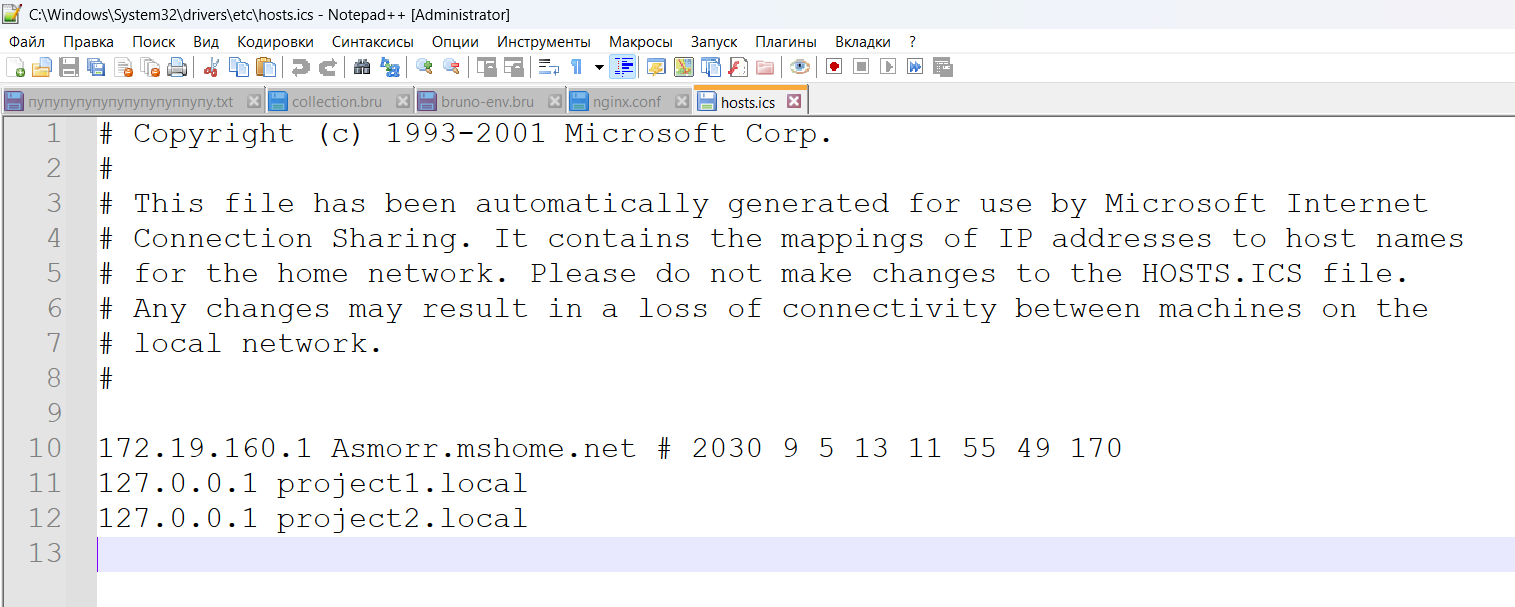 C:\Windows\System32\drivers\etc\hosts.ics - Notepad++ [Administrator]
Файл Правка Поиск Вид Кодировки Синтаксисы Опции Инструменты Макросы Запуск Плагины Вкладки ?
collection.bru bruno-env.bru nginx.conf hosts.ics
1 # Copyright (c) 1993-2001 Microsoft Corp.
2 #
3 # This file has been automatically generated for use by Microsoft Internet
4 # Connection Sharing. It contains the mappings of IP addresses to host names
5 # for the home network. Please do not make changes to the HOSTS.ICS file.
6 # Any changes may result in a loss of connectivity between machines on the
7 # local network.
8 #
9
10 172.19.160.1 Asmorr.mshome.net # 2030 9 5 13 11 55 49 170
11 127.0.0.1 project1.local
12 127.0.0.1 project2.local
13